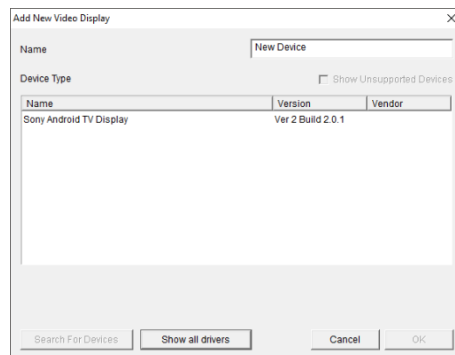 Add New Video Display
Name New Device
Device Type Show Unsupported Devices
Name Version Vendor
Sony Android TV Display Ver 2 Build 2.0.1
Search For Devices Show all drivers Cancel OK